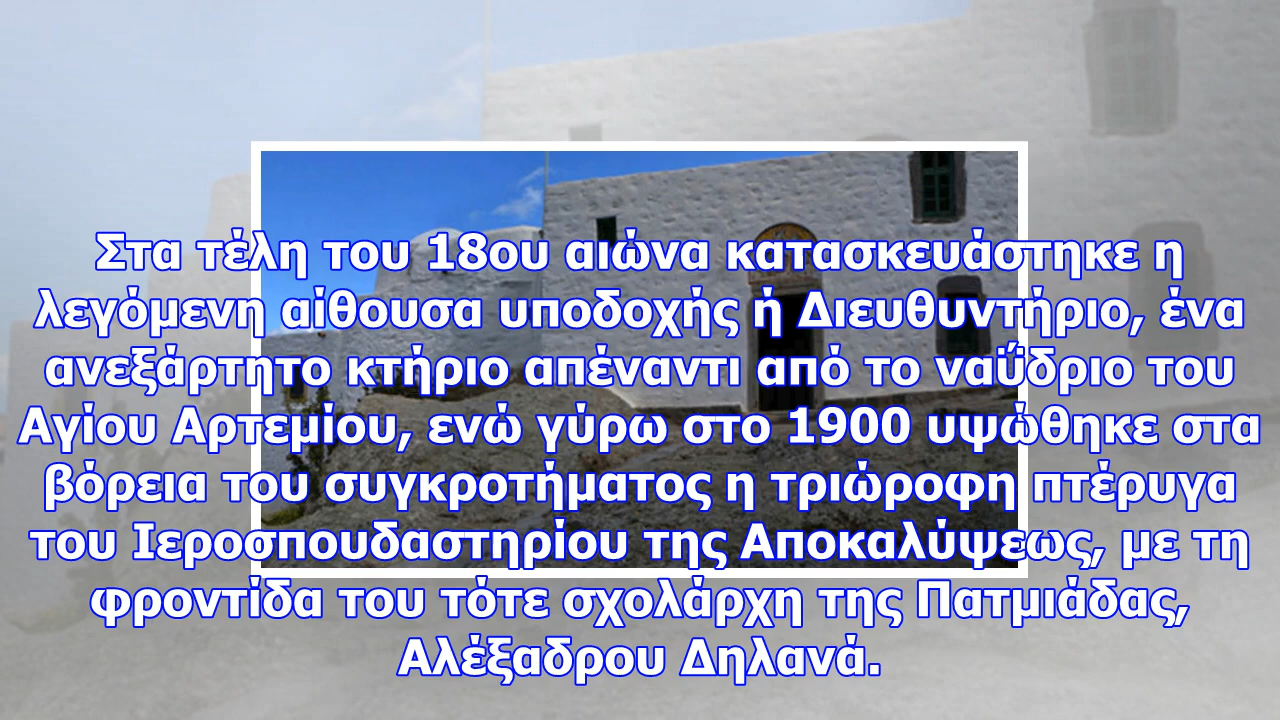 Στα τέλη του 18ου αιώνα κατασκευάστηκε η
λεγόμενη αίθουσα υποδοχής ή Διευθυντήριο, ένα
ανεξάρτητο κτήριο απέναντι από το ναΰδριο του
Αγίου Αρτεμίου, ενώ γύρω στο 1900 υψώθηκε στα
βόρεια του συγκροτήματος η τριώροφη πτέρυγα
του Ιεροσπουδαστηρίου της Αποκαλύψεως, με τη
φροντίδα του τότε σχολάρχη της Πατμιάδας,
Αλέξαδρου Δηλανά.